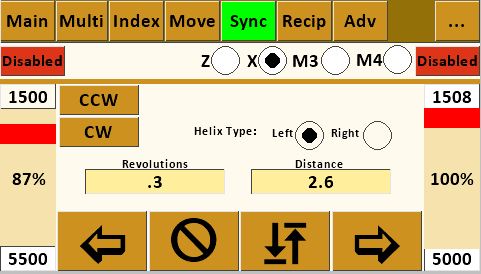 Main Multi Index Move Sync Recip Adv ...
Disabled Z X M3 M4 Disabled
1500 CCW 1508
CW Helix Type: Left Right
Revolutions Distance
87% .3 2.6 100%
5500 5000